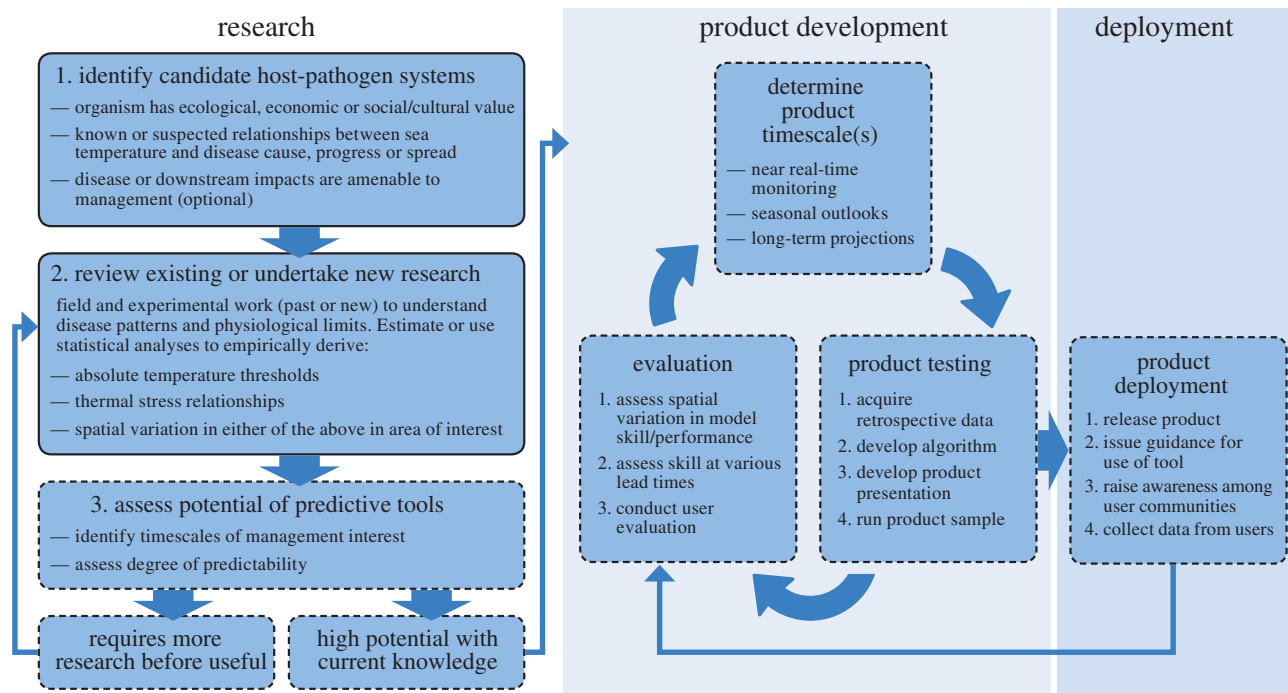 research
1. identify candidate host-pathogen systems
— organism has ecological, economic or social/cultural value
— known or suspected relationships between sea
temperature and disease cause, progress or spread
— disease or downstream impacts are amenable to
management (optional)
2. review existing or undertake new research
field and experimental work (past or new) to understand
disease patterns and physiological limits. Estimate or use
statistical analyses to empirically derive:
— absolute temperature thresholds
— thermal stress relationships
— spatial variation in either of the above in area of interest
3. assess potential of predictive tools
— identify timescales of management interest
— assess degree of predictability
requires more
research before useful
high potential with
current knowledge
product development
determine
product
timescale(s)
— near real-time
monitoring
— seasonal outlooks
— long-term projections
evaluation
1. assess spatial
variation in model
skill/performance
2. assess skill at various
lead times
3. conduct user
evaluation
product testing
1. acquire
retrospective data
2. develop algorithm
3. develop product
presentation
4. run product sample
deployment
product
deployment
1. release product
2. issue guidance for
use of tool
3. raise awareness among
user communities
4. collect data from users